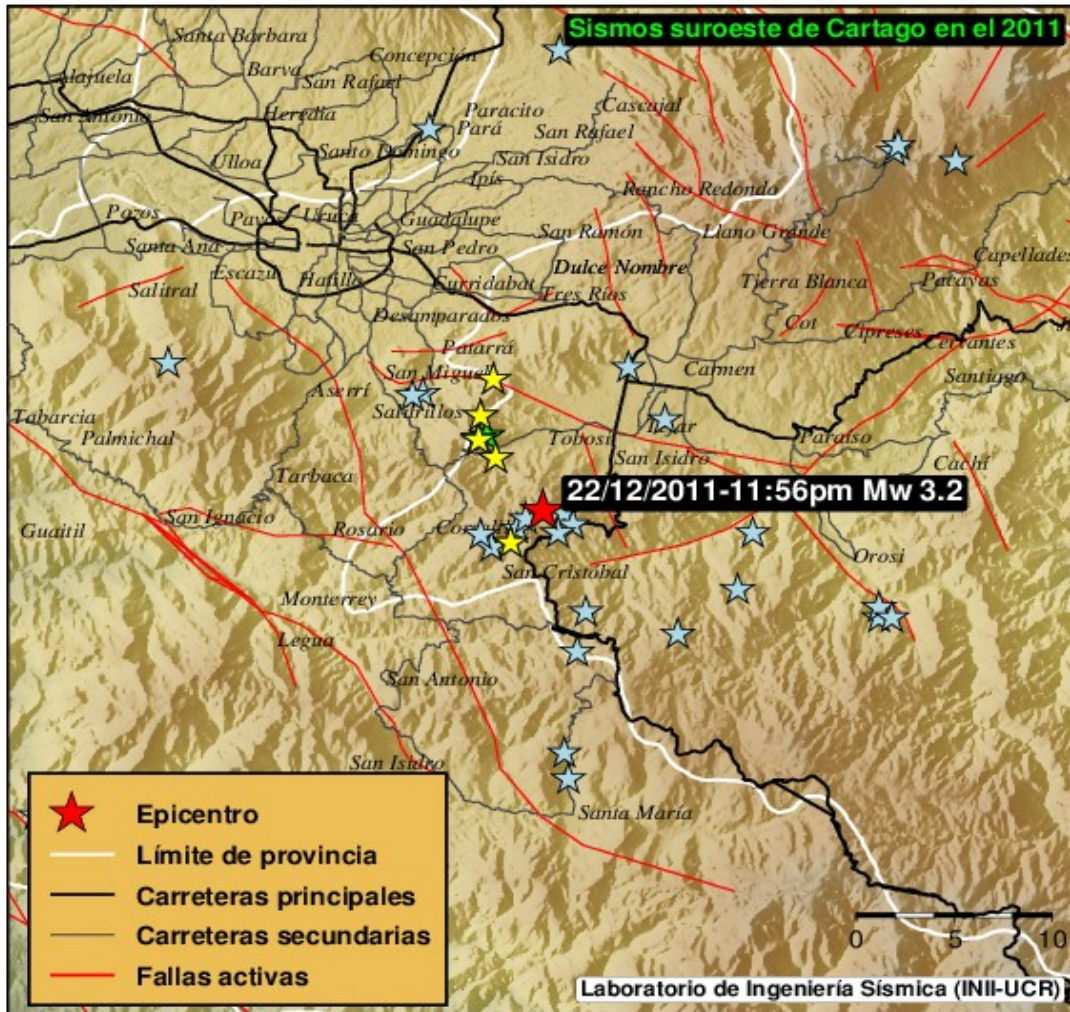 Sismos suroeste de Cartago en el 2011
Santa Bárbara
Concepción
Barva
Alajuela
San Rafael
Cascajal
San Antonio
Heredia
Paracito
Pará
San Rafael
Ulloa
Santo Domingo
San Isidro
Ipís
Rancho Redondo
Pozos
Pavas
Uruca
Guadalupe
San Ramón
Llano Grande
Santa Ana
San Pedro
Capellades
Escazú
Hatillo
Curridabat
Dulce Nombre
Tierra Blanca
Pacayas
Salitral
Tres Ríos
Desamparados
Cot
Cipreses
Patarrá
Cervantes
San Miguel
Carmen
Santiago
Aserrí
Tabarcia
Salitrillos
Palmichal
Tobosi
Tejar
Paraíso
Tarbaca
San Isidro
Cachí
22/12/2011-11:56pm Mw 3.2
Guaitil
San Ignacio
Rosario
Orosi
San Cristóbal
Monterrey
Legua
San Antonio
San Isidro
Santa María
Epicentro
Límite de provincia
Carreteras principales
Carreteras secundarias
Fallas activas
0 5 10
Laboratorio de Ingeniería Sísmica (INII-UCR)